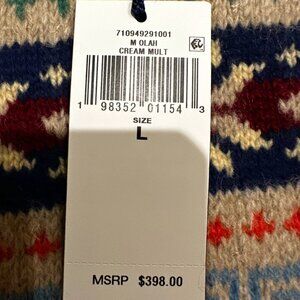 710949291001
M OLAH
CREAM MULT
1 98352 01154 3
SIZE
L
MSRP $398.00